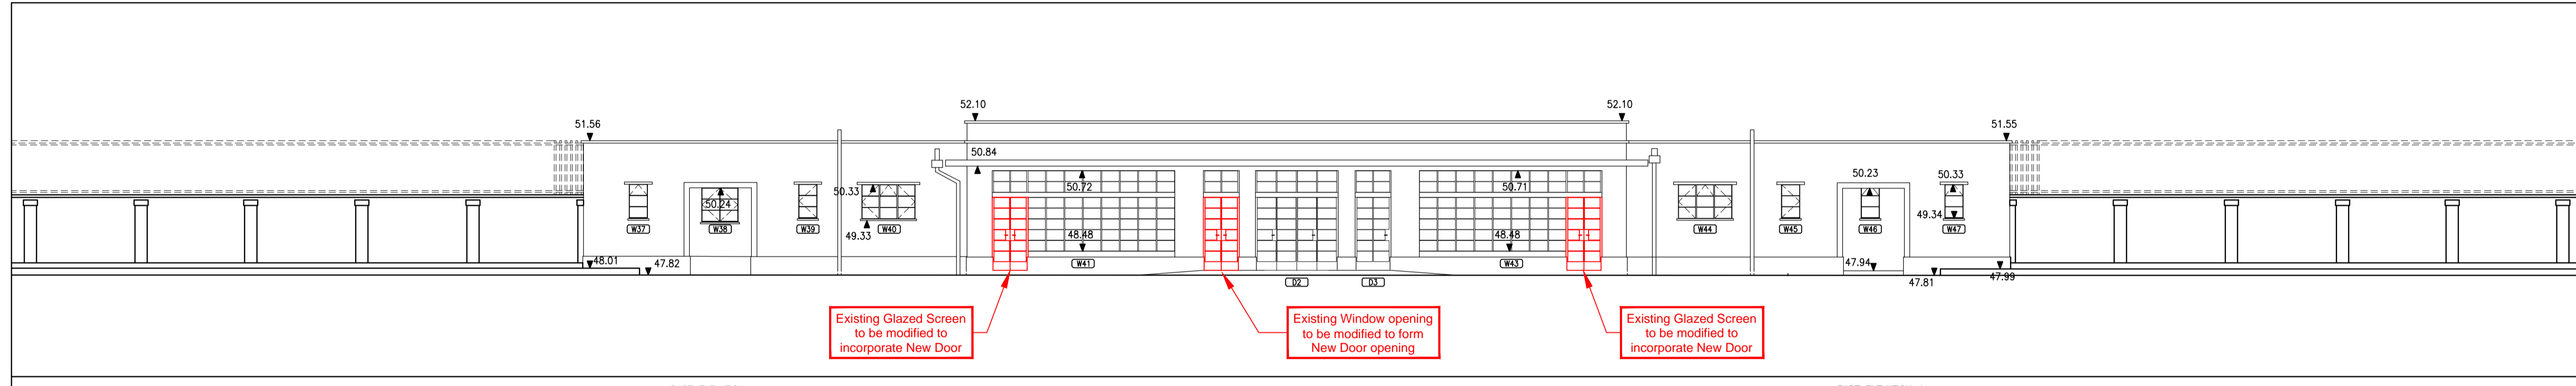 52.10
52.10
51.56
51.55
50.84
50.33
50.72
50.71
50.23
50.33
50.24
49.34
49.33
48.48
48.48
W37
W38
W39
W40
W41
W43
W44
W45
W46
W47
48.01
47.82
47.94
47.81
47.99
D2
D3
Existing Glazed Screen
to be modified to
incorporate New Door
Existing Window opening
to be modified to form
New Door opening
Existing Glazed Screen
to be modified to
incorporate New Door